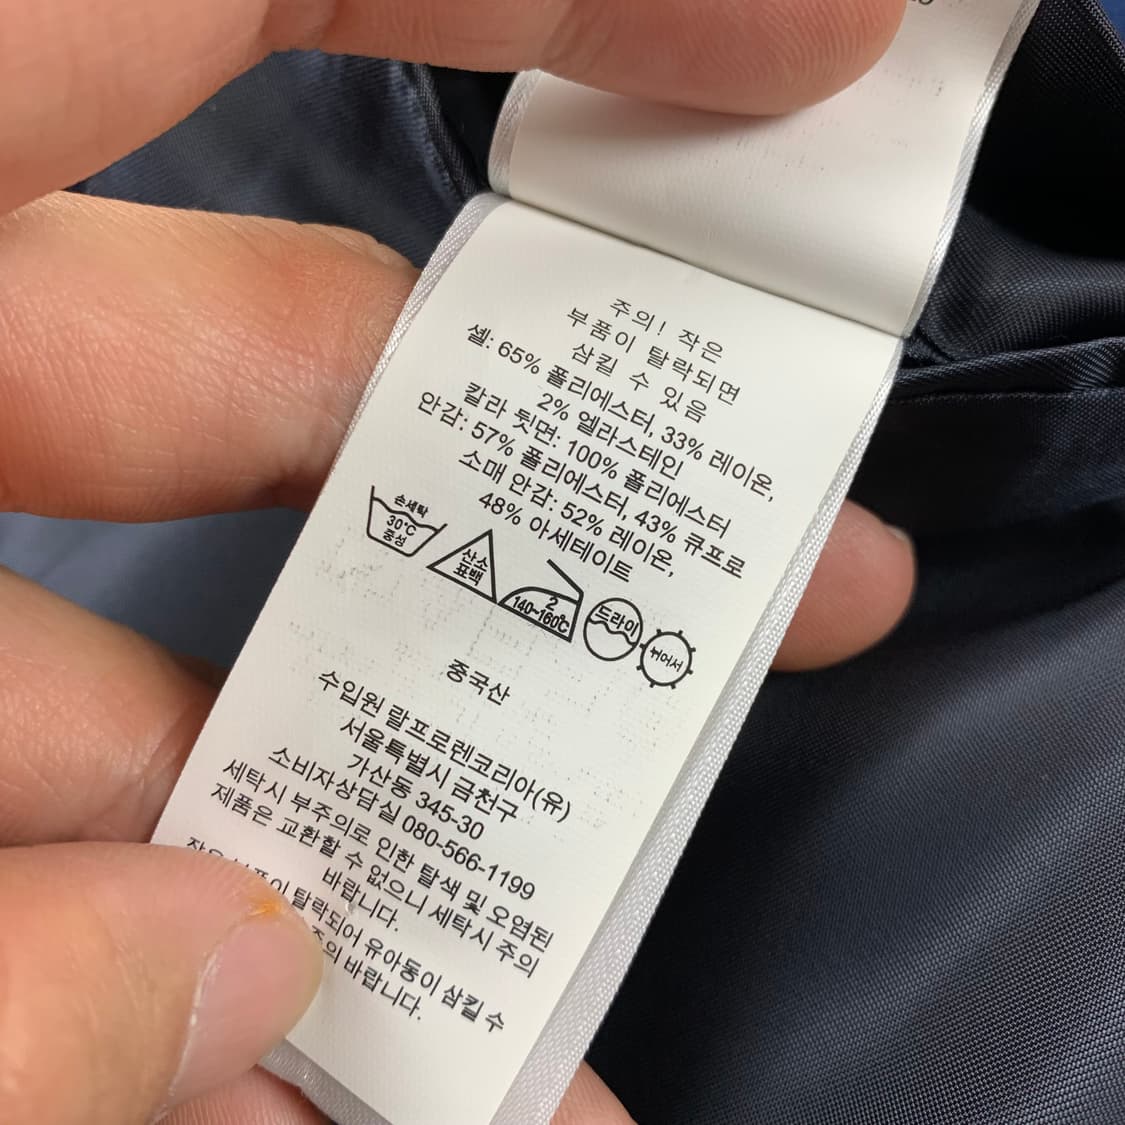 주의! 작은
부품이 탈락되면
삼킬 수 있음
셸: 65% 폴리에스터, 33% 레이온,
2% 엘라스테인
칼라 뒷면: 100% 폴리에스터
안감: 57% 폴리에스터, 43% 큐프로
소매 안감: 52% 레이온,
48% 아세테이트
손세탁
30℃
중성
산소
표백
2
140~160℃
드라이
뉘어서
중국산
수입원 랄프로렌코리아(유)
서울특별시 금천구
가산동 345-30
소비자상담실 080-566-1199
세탁시 부주의로 인한 탈색 및 오염된
제품은 교환할 수 없으니 세탁시 주의
바랍니다.
작은 탈락되어 유아동이 삼킬 수
주의 바랍니다.